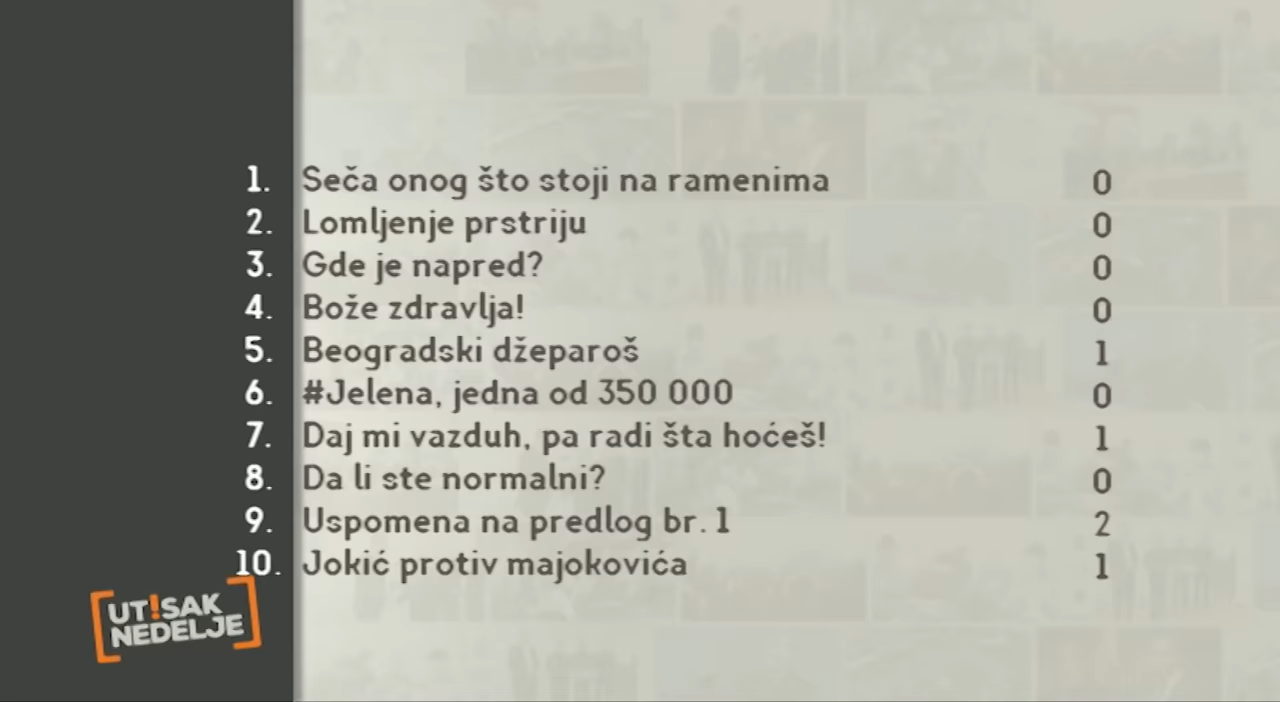 1. Seča onog što stoji na ramenima 0
2. Lomljenje prstriju 0
3. Gde je napred? 0
4. Bože zdravlja! 0
5. Beogradski džeparoš 1
6. #Jelena, jedna od 350 000 0
7. Daj mi vazduh, pa radi šta hoćeš! 1
8. Da li ste normalni? 0
9. Uspomena na predlog br. 1 2
10. Jokić protiv majokovića 1
UT!SAK
NEDELJE